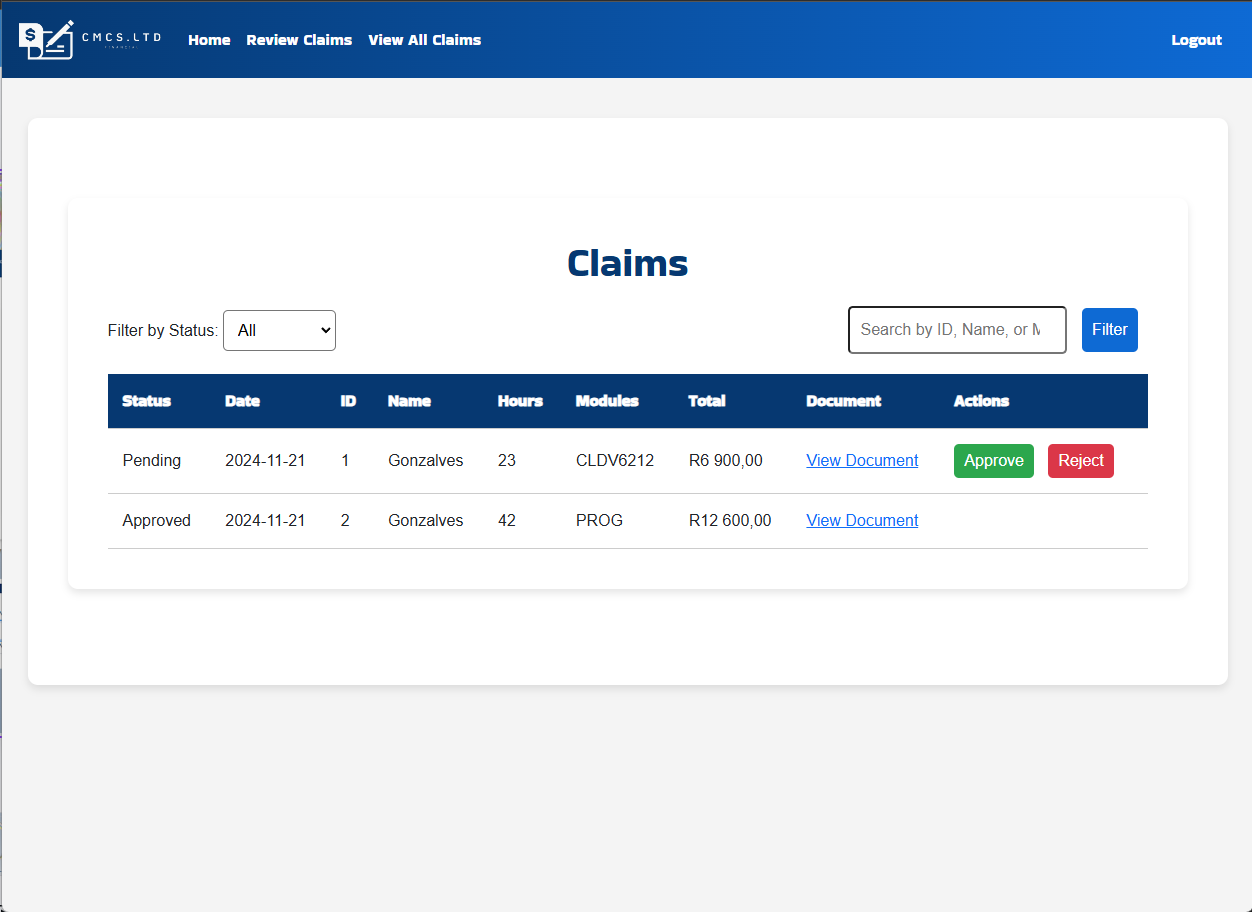 $ CMCS.LTD Home Review Claims View All Claims Logout
FINANCIAL
Claims
Filter by Status: All Search by ID, Name, or M Filter
Status Date ID Name Hours Modules Total Document Actions
Pending 2024-11-21 1 Gonzalves 23 CLDV6212 R6 900,00 View Document Approve Reject
Approved 2024-11-21 2 Gonzalves 42 PROG R12 600,00 View Document